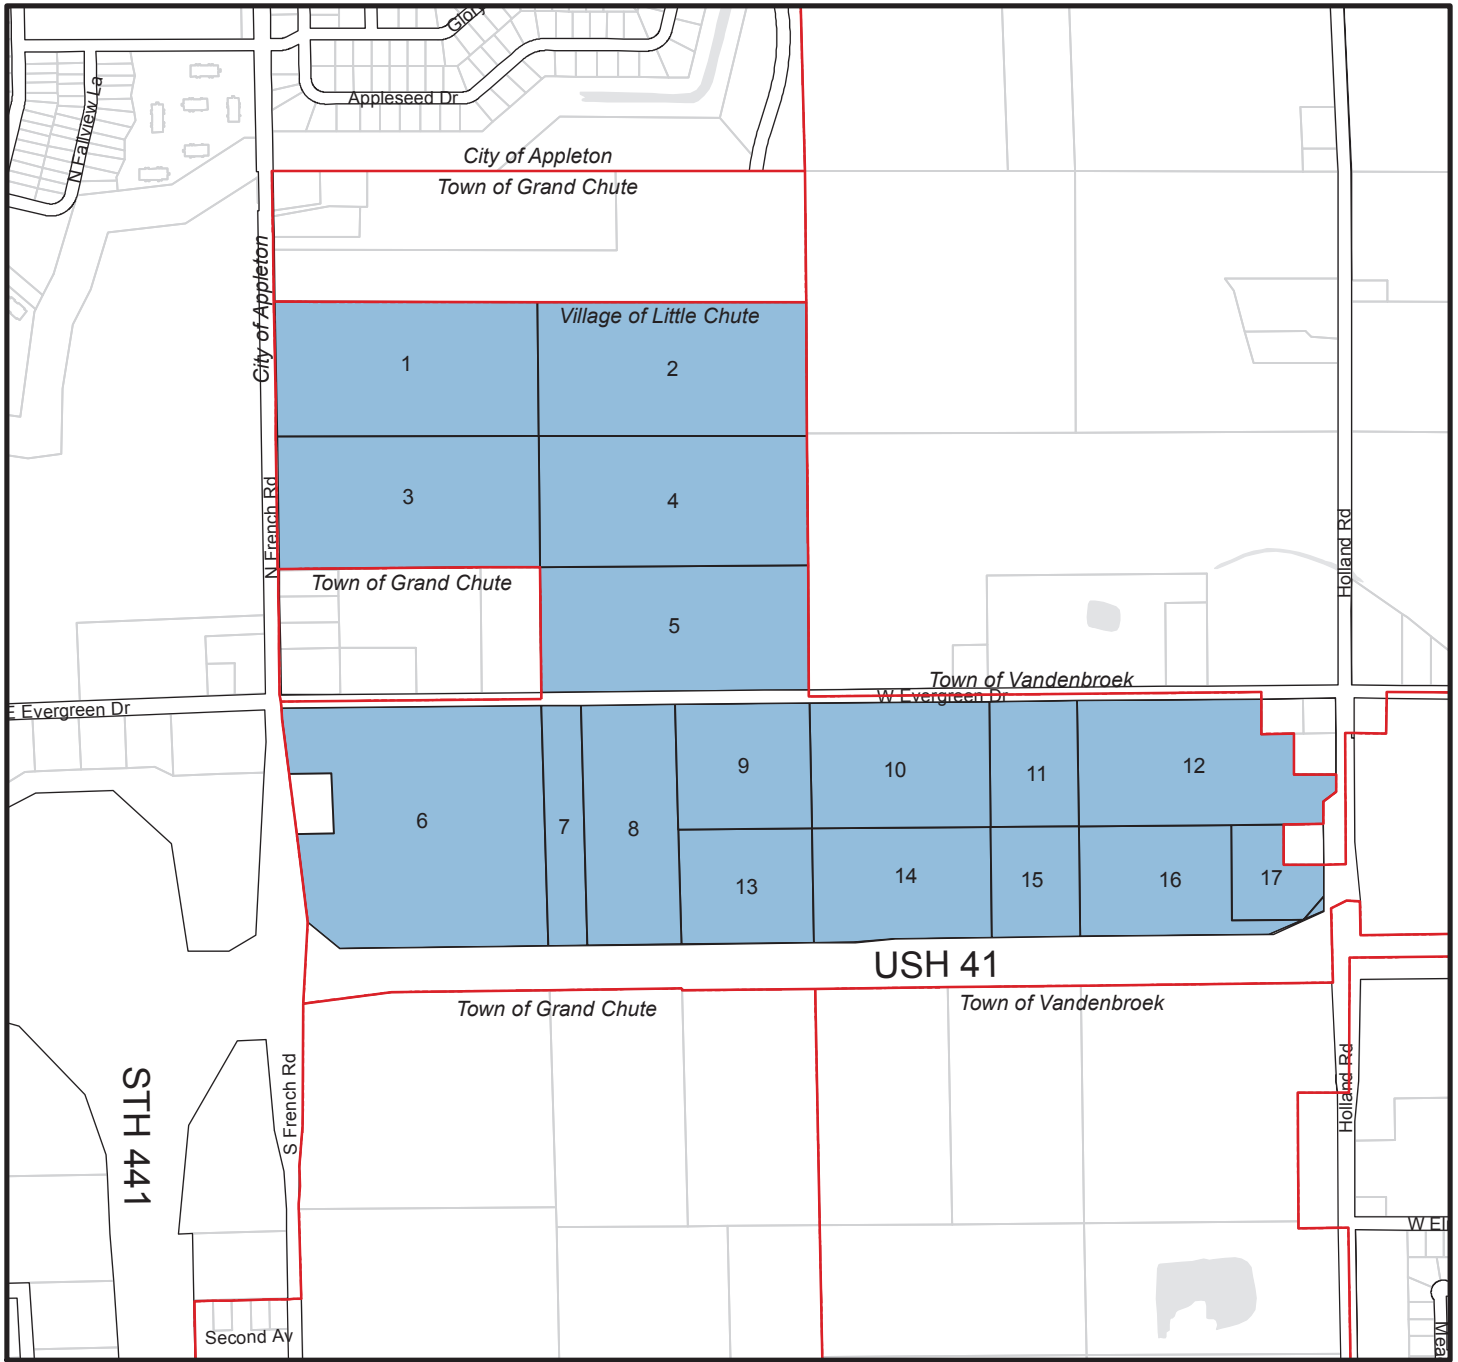 Glory
Appleseed Dr
N Fallview La
City of Appleton
Town of Grand Chute
City of Appleton
Village of Little Chute
1
2
3
4
N French Rd
Holland Rd
Town of Grand Chute
5
Town of Vandenbroek
W Evergreen Dr
E Evergreen Dr
6
7
8
9
10
11
12
13
14
15
16
17
USH 41
Town of Grand Chute
Town of Vandenbroek
STH 441
S French Rd
Holland Rd
W El
Second Av
Mea